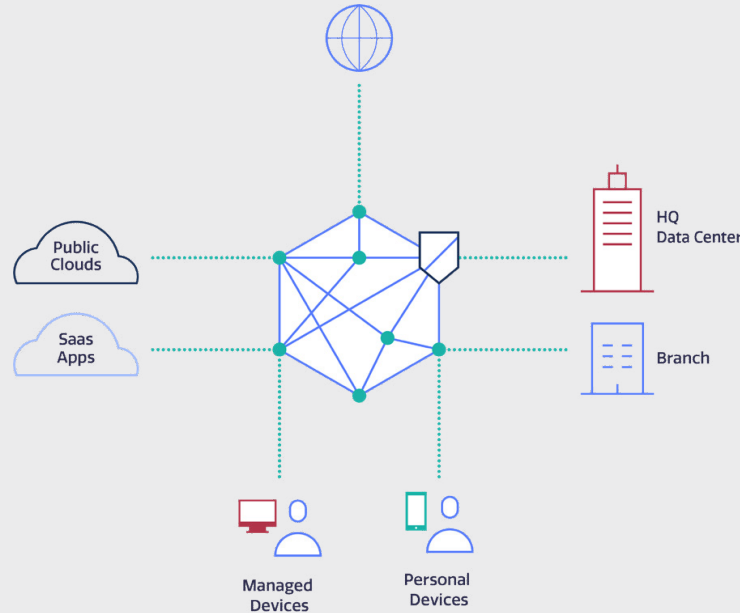 Public
Clouds
HQ
Data Center
Saas
Apps
Branch
Managed
Devices
Personal
Devices